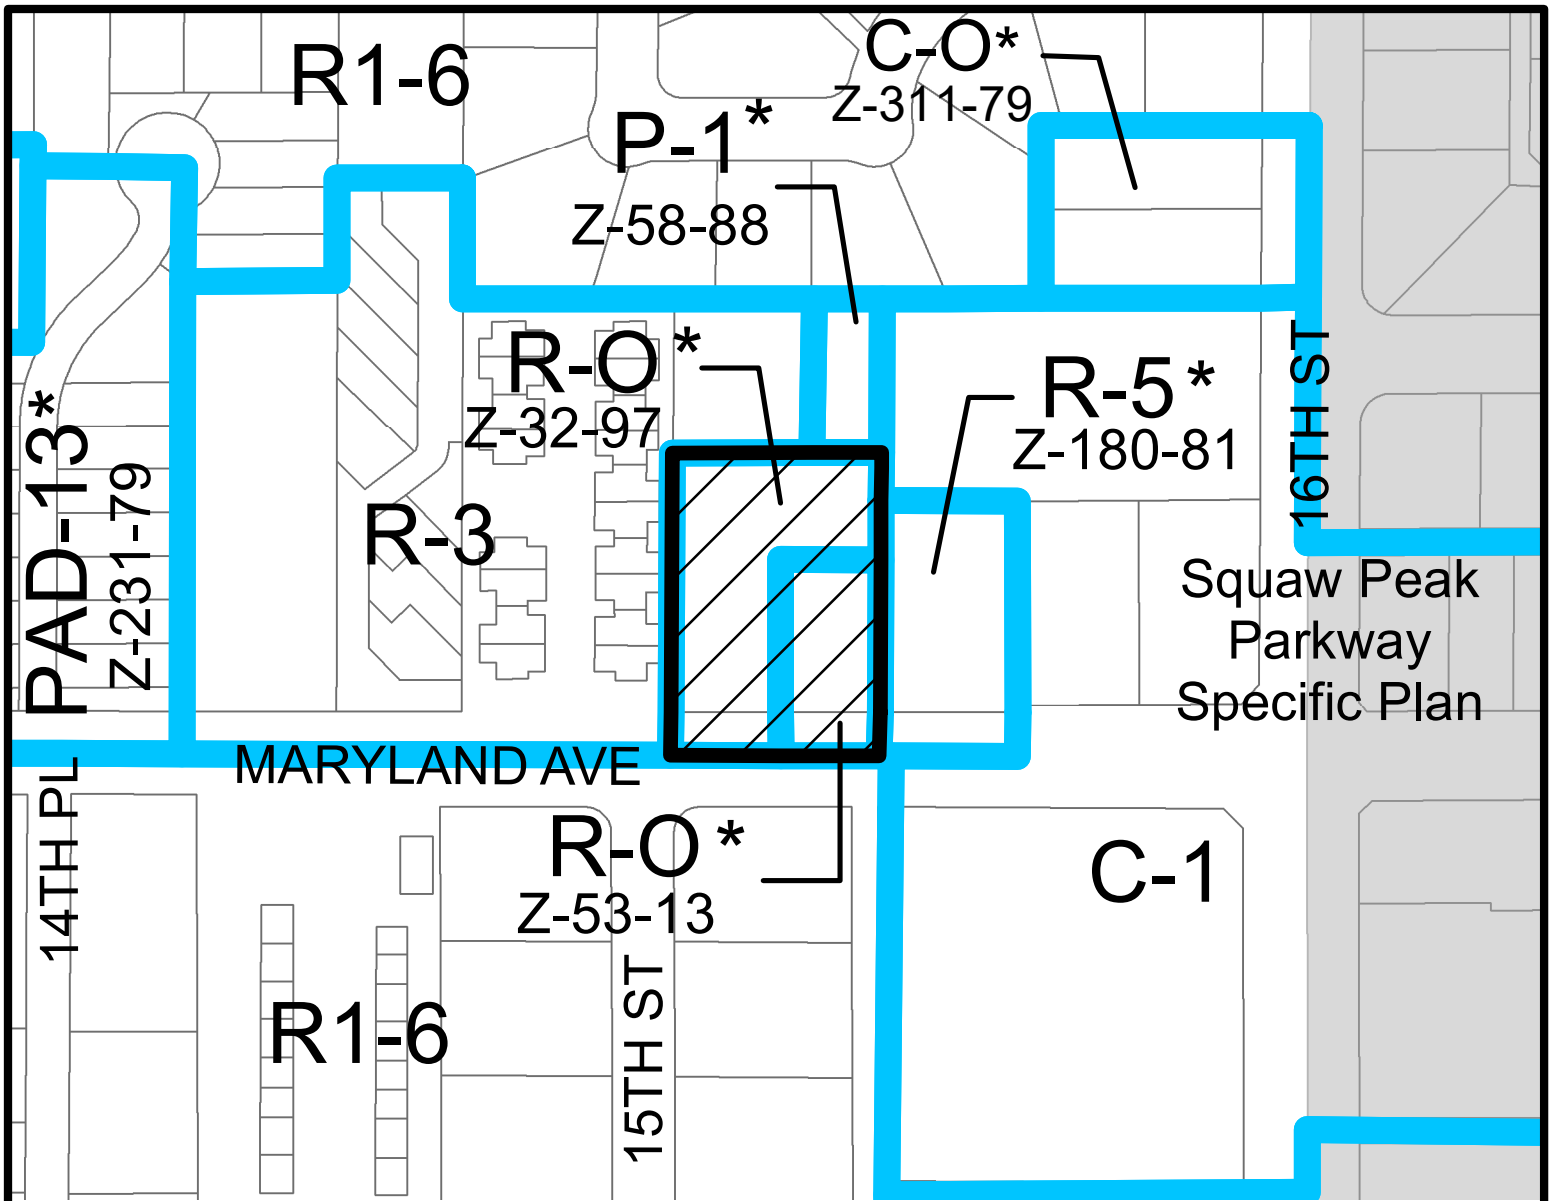 C-O*
Z-311-79
R1-6
P-1*
Z-58-88
R-O*
Z-32-97
R-5*
Z-180-81
16TH ST
PAD-13*
Z-231-79
R-3
Squaw Peak
Parkway
Specific Plan
MARYLAND AVE
14TH PL
R-O*
Z-53-13
C-1
R1-6
15TH ST